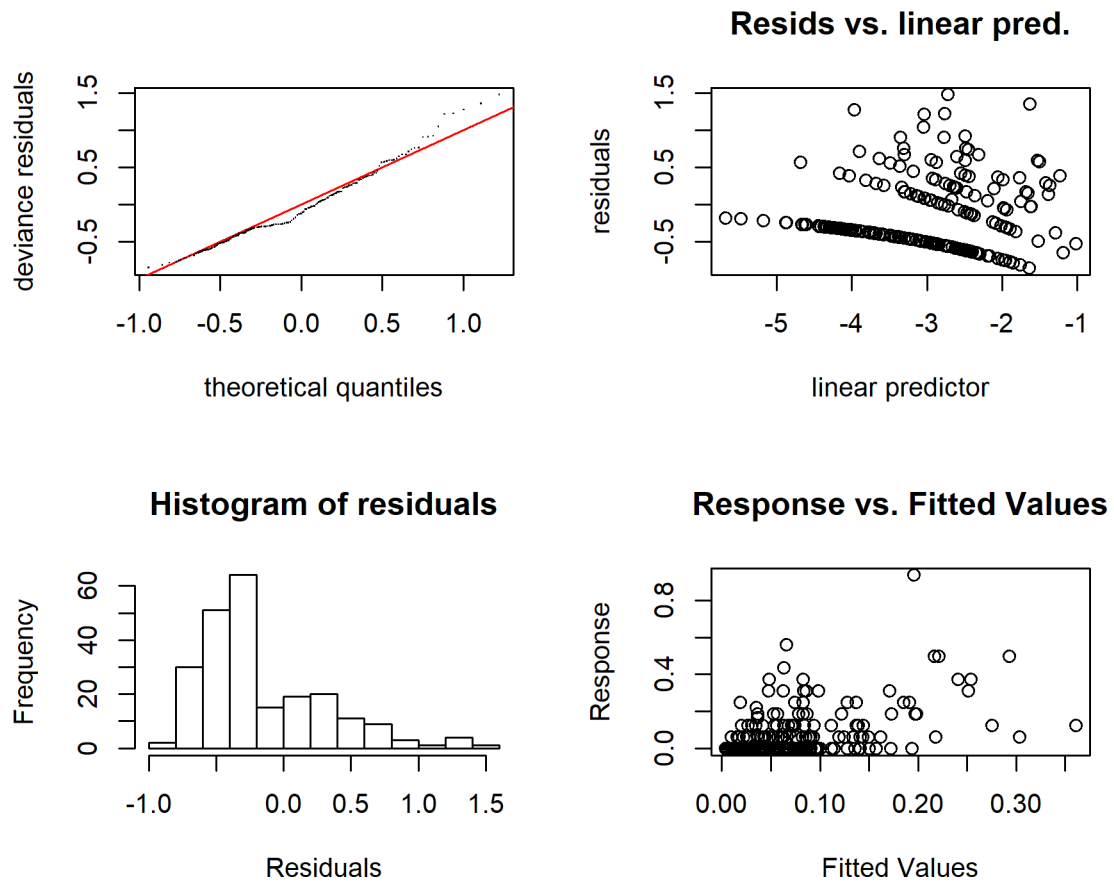 deviance residuals
1.5
0.5
-0.5
-1.0
-0.5
0.0
0.5
1.0
theoretical quantiles
Resids vs. linear pred.
residuals
1.5
0.5
-0.5
-5
-4
-3
-2
-1
linear predictor
Histogram of residuals
Frequency
60
40
20
0
-1.0
0.0
0.5
1.0
1.5
Residuals
Response vs. Fitted Values
Response
0.8
0.4
0.0
0.00
0.10
0.20
0.30
Fitted Values